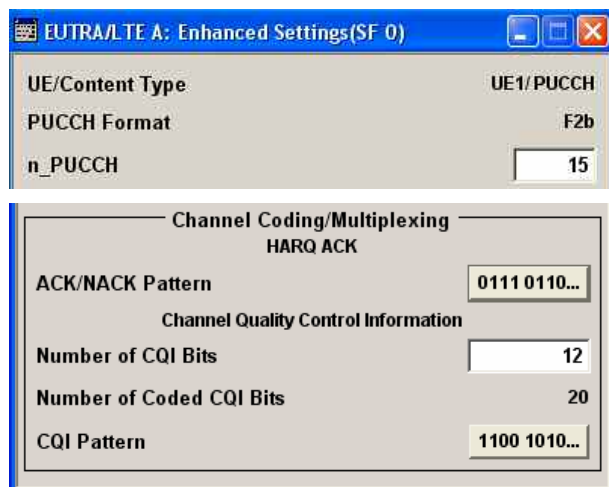 EUTRA/LTE A: Enhanced Settings(SF 0)
UE/Content Type UE1/PUCCH
PUCCH Format F2b
n_PUCCH 15
Channel Coding/Multiplexing
HARQ ACK
ACK/NACK Pattern 0111 0110...
Channel Quality Control Information
Number of CQI Bits 12
Number of Coded CQI Bits 20
CQI Pattern 1100 1010...